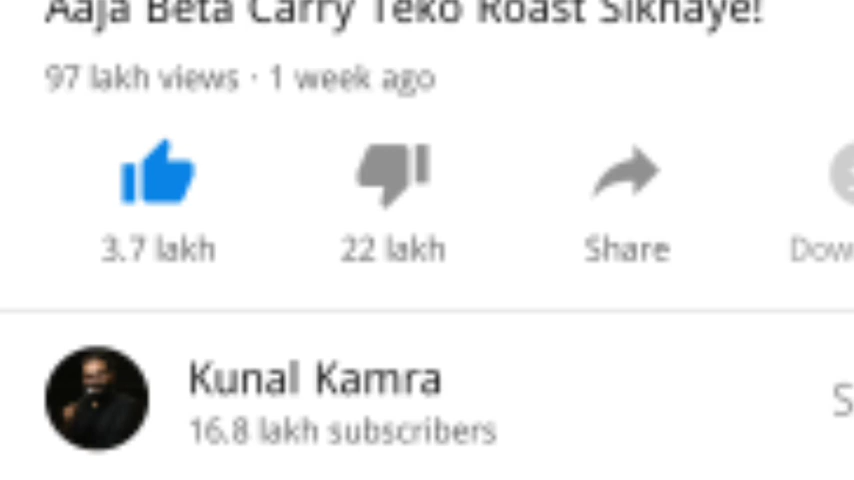 Aaja Beta Carry Teko Roast Sikhaye!
97 lakh views · 1 week ago
3.7 lakh 22 lakh Share
Kunal Kamra
16.8 lakh subscribers